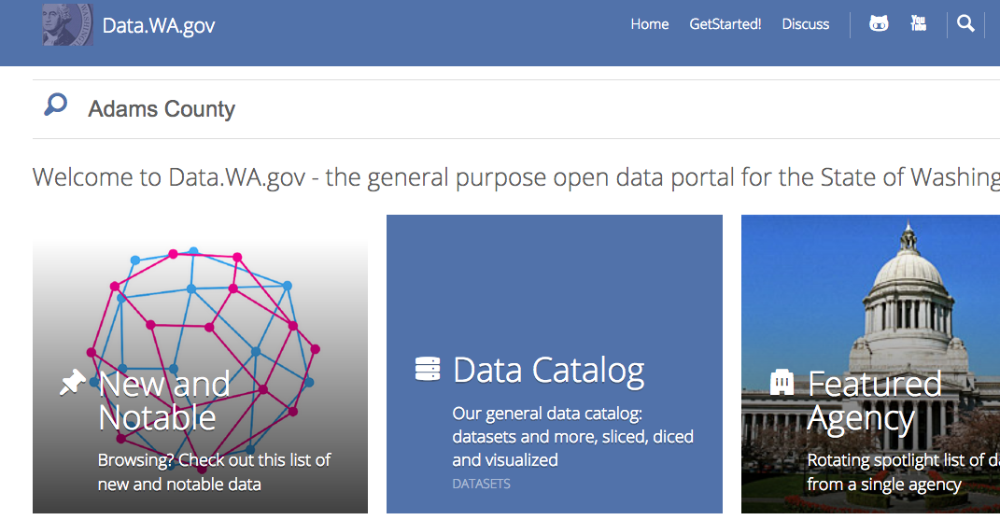 Data.WA.gov
Home GetStarted! Discuss You Tube
Adams County
Welcome to Data.WA.gov - the general purpose open data portal for the State of Washing
New and
Notable
Browsing? Check out this list of
new and notable data
Data Catalog
Our general data catalog:
datasets and more, sliced, diced
and visualized
DATASETS
Featured
Agency
Rotating spotlight list of da
from a single agency